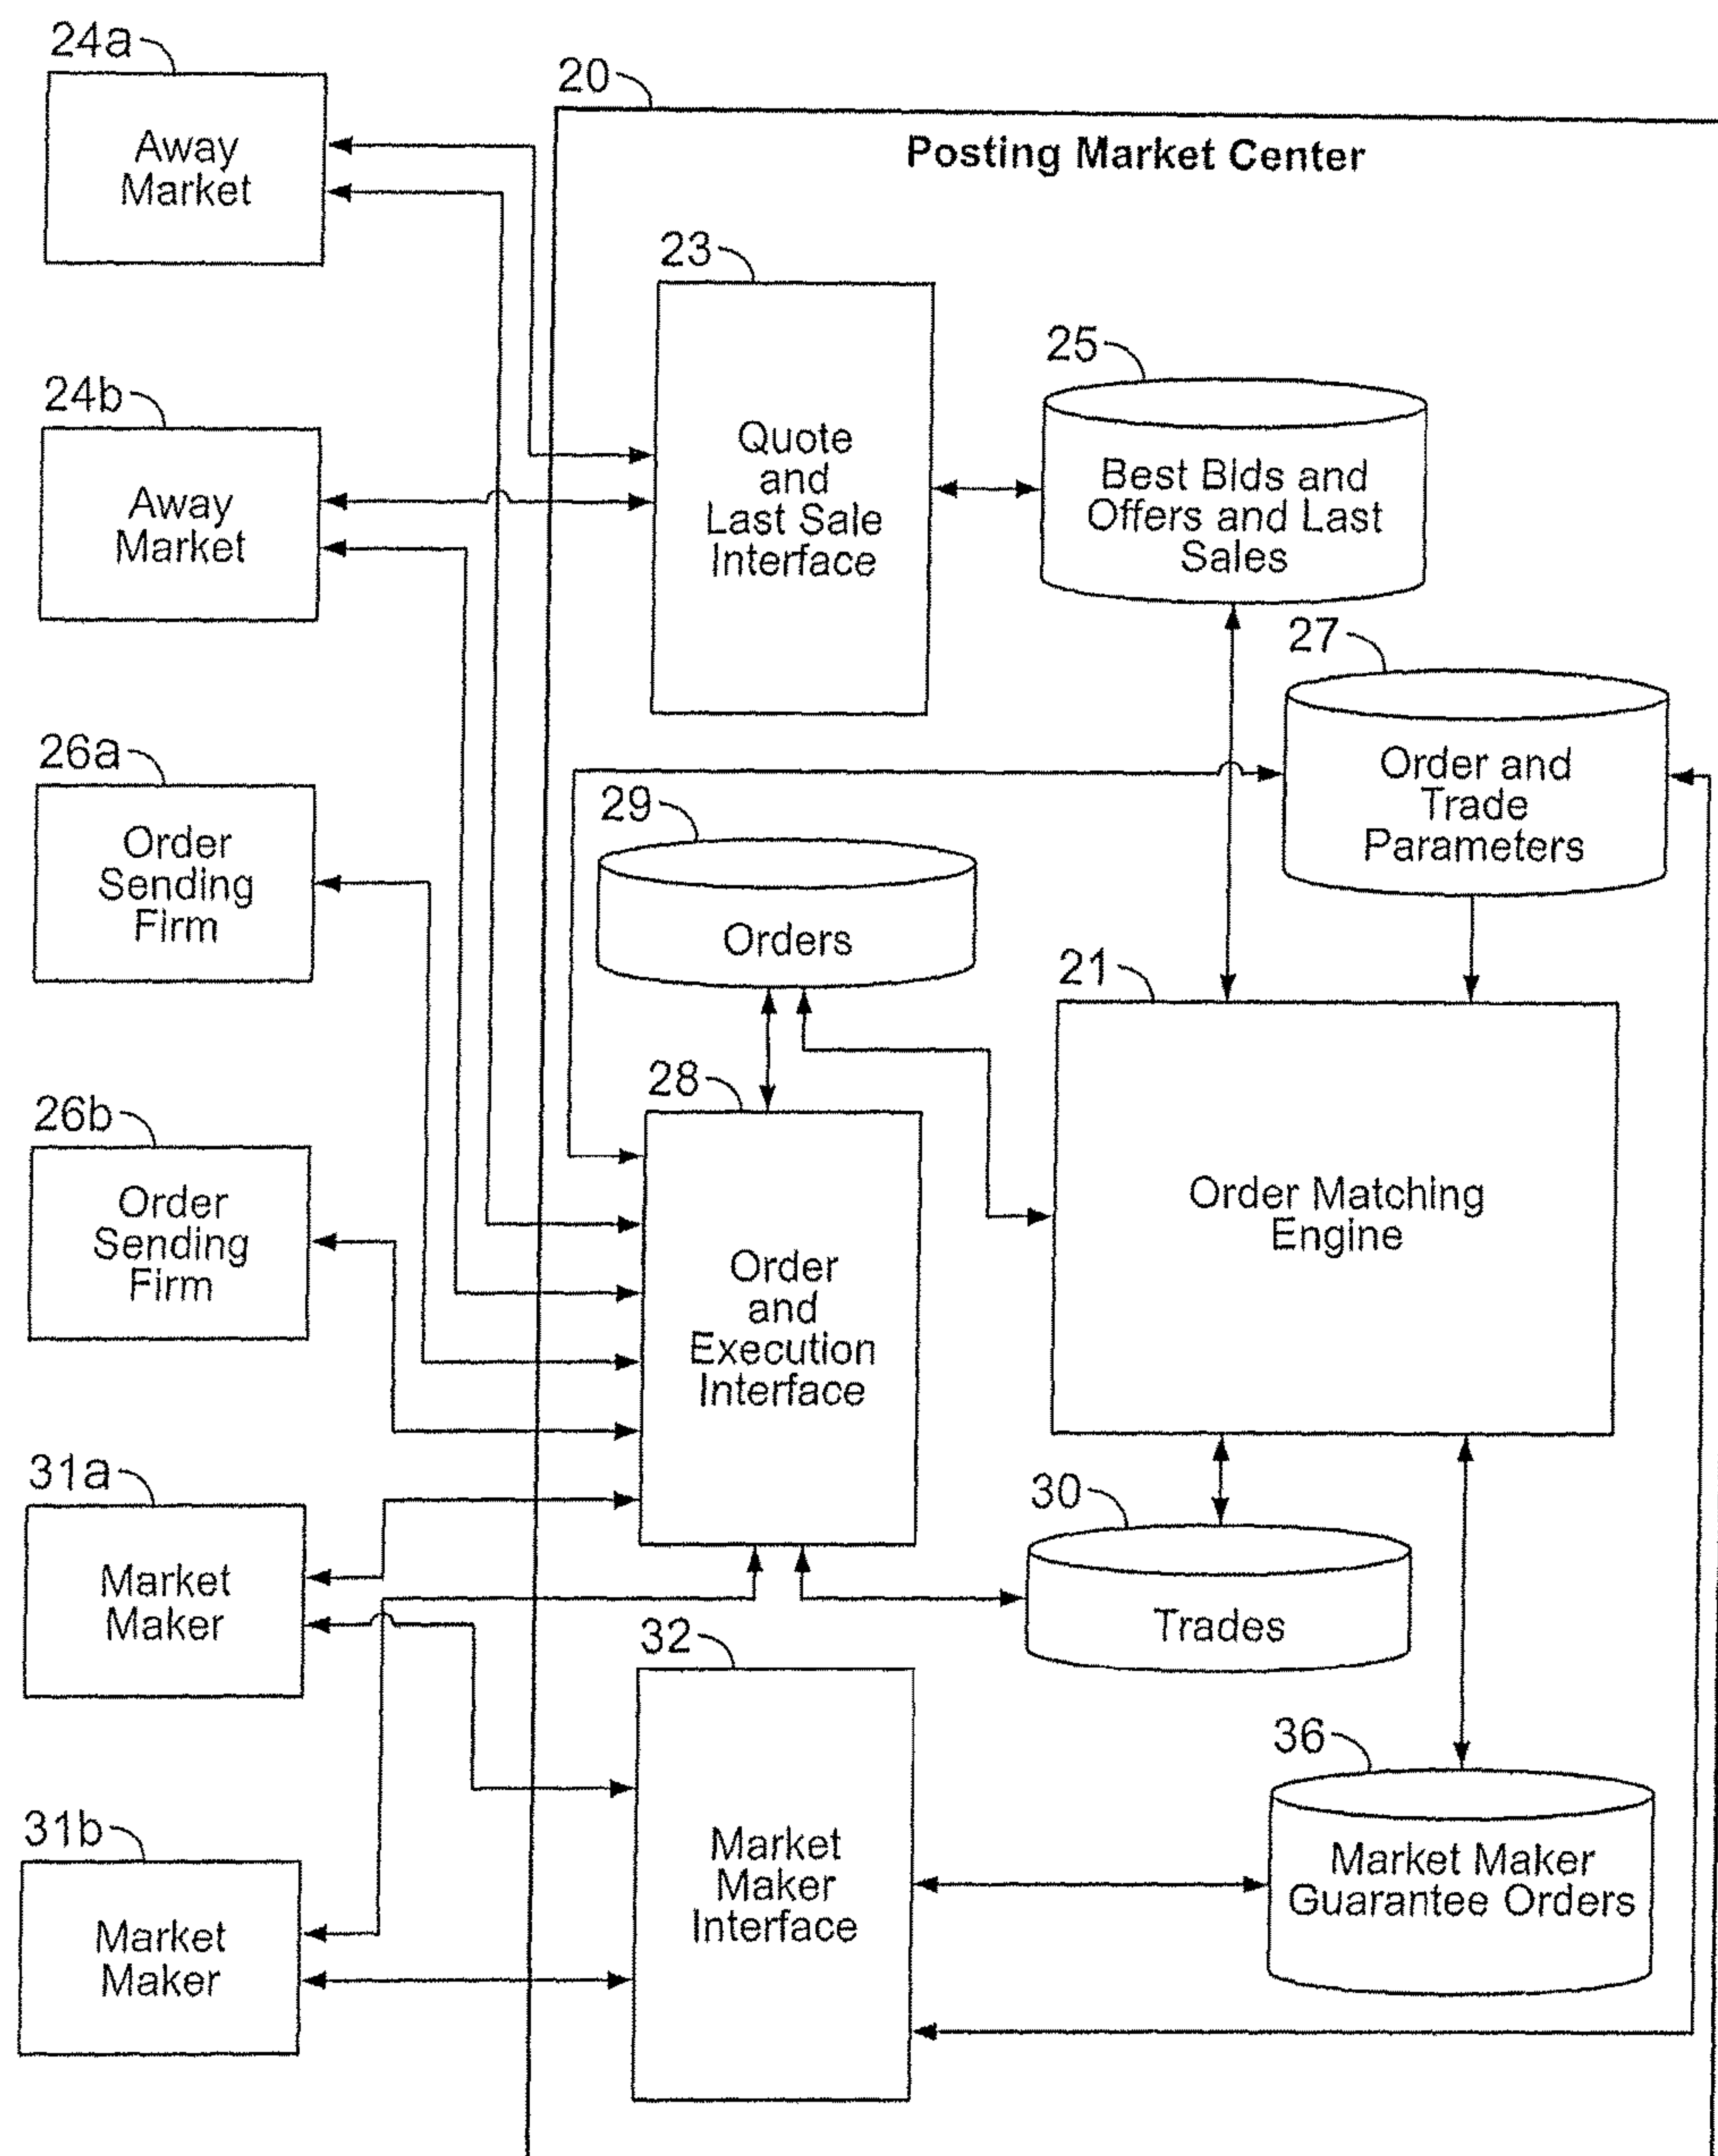 24a
Away
Market
20
Posting Market Center
23
Quote
and
Last Sale
Interface
25
Best Bids and
Offers and Last
Sales
24b
Away
Market
27
Order and
Trade
Parameters
26a
Order
Sending
Firm
29
Orders
21
Order Matching
Engine
26b
Order
Sending
Firm
28
Order
and
Execution
Interface
31a
Market
Maker
30
Trades
32
Market
Maker
Interface
36
Market Maker
Guarantee Orders
31b
Market
Maker